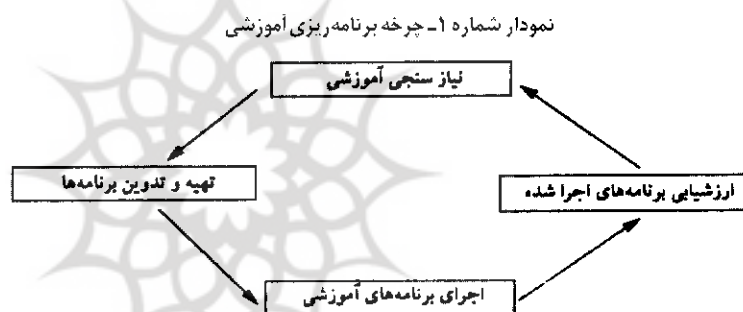 نمودار شماره ۱ـ چرخه برنامه‌ریزی آموزشی
نیاز سنجی آموزشی
تهیه و تدوین برنامه‌ها
ارزشیابی برنامه‌های اجرا شده
اجرای برنامه‌های آموزشی